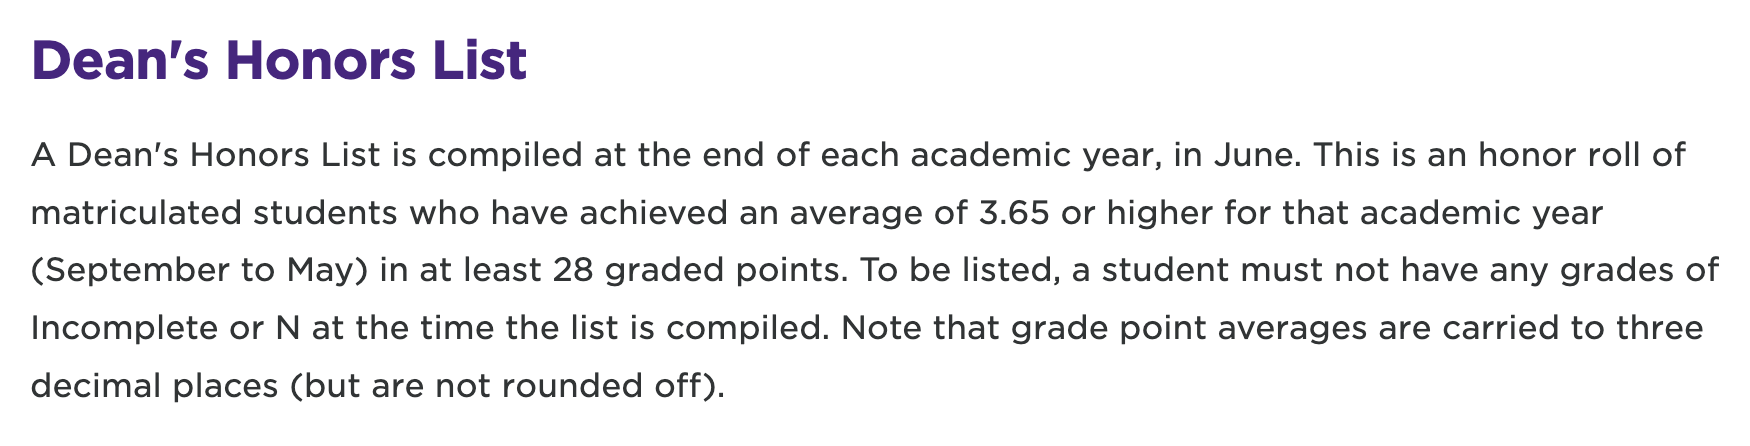 Dean's Honors List
A Dean's Honors List is compiled at the end of each academic year, in June. This is an honor roll of
matriculated students who have achieved an average of 3.65 or higher for that academic year
(September to May) in at least 28 graded points. To be listed, a student must not have any grades of
Incomplete or N at the time the list is compiled. Note that grade point averages are carried to three
decimal places (but are not rounded off).